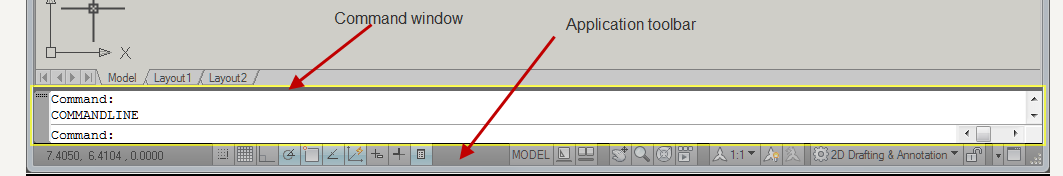 Command window
Application toolbar
X
Model Layout1 Layout2
Command:
COMMANDLINE
Command:
7.4050, 6.4104 , 0.0000 MODEL 1:1 2D Drafting & Annotation